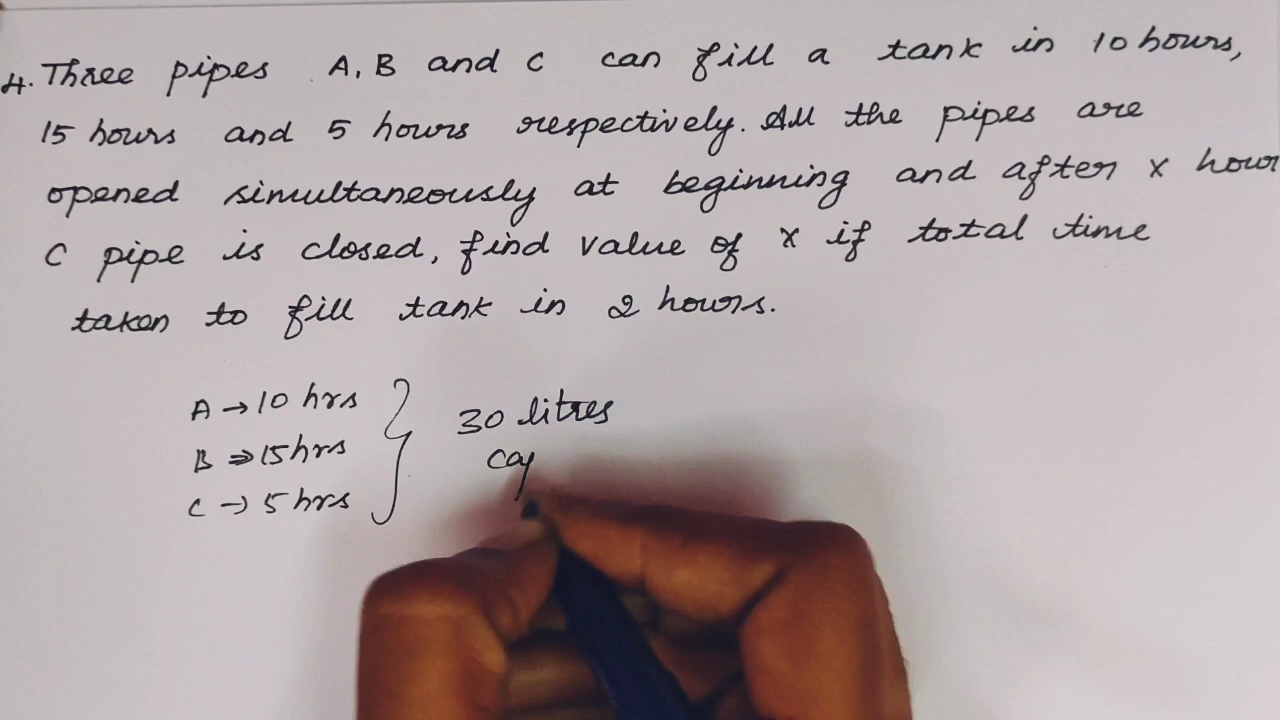 4. Three pipes A, B and C can fill a tank in 10 hours,
15 hours and 5 hours respectively. All the pipes are
opened simultaneously at beginning and after x hour
C pipe is closed, find value of x if total time
taken to fill tank in 2 hours.
A → 10 hrs
B ⇒ 15 hrs
C → 5 hrs
30 litres
cap